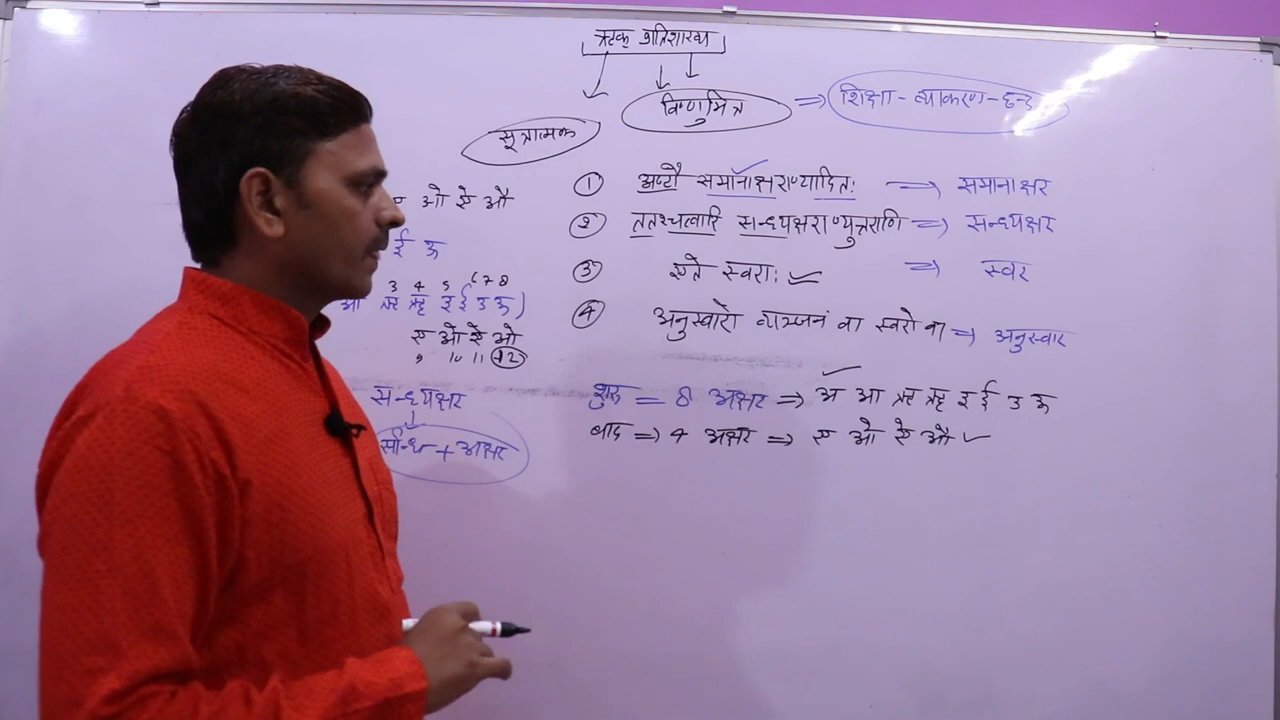 ऋक् प्रातिशाख्य
विष्णुमित्र ⇒ शिक्षा - व्याकरण - छन्द
सूत्रात्मक
① अष्टौ समानाक्षराण्यादितः ⇒ समानाक्षर
② ततश्चत्वारि सन्ध्यक्षराण्युत्तराणि ⇒ सन्ध्यक्षर
③ एते स्वराः ⇒ स्वर
④ अनुस्वारो व्यञ्जनं वा स्वरो वा ⇒ अनुस्वार
शुरु = 8 अक्षर ⇒ अ आ ऋ ॠ इ ई उ ऊ
बाद ⇒ 4 अक्षर ⇒ ए ओ ऐ औ
ए ओ ऐ औ
ई ऊ
3 4 5 6 7 8
आ ऋ ॠ इ ई उ ऊ)
ए ओ ऐ औ
9 10 11 12
सन्ध्यक्षर
सन्धि + अक्षर